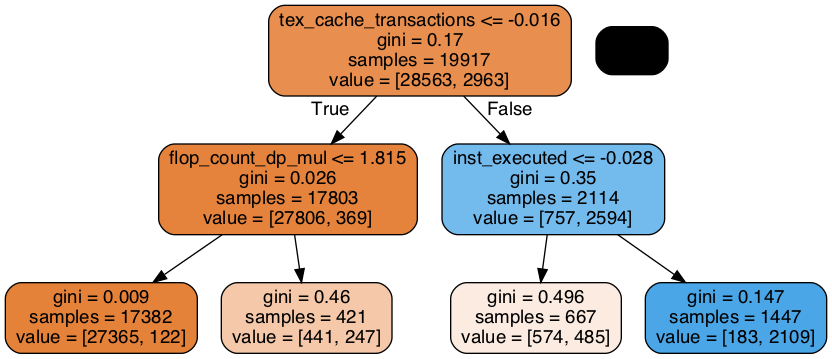 tex_cache_transactions <= -0.016
gini = 0.17
samples = 19917
value = [28563, 2963]
True
False
flop_count_dp_mul <= 1.815
gini = 0.026
samples = 17803
value = [27806, 369]
inst_executed <= -0.028
gini = 0.35
samples = 2114
value = [757, 2594]
gini = 0.009
samples = 17382
value = [27365, 122]
gini = 0.46
samples = 421
value = [441, 247]
gini = 0.496
samples = 667
value = [574, 485]
gini = 0.147
samples = 1447
value = [183, 2109]